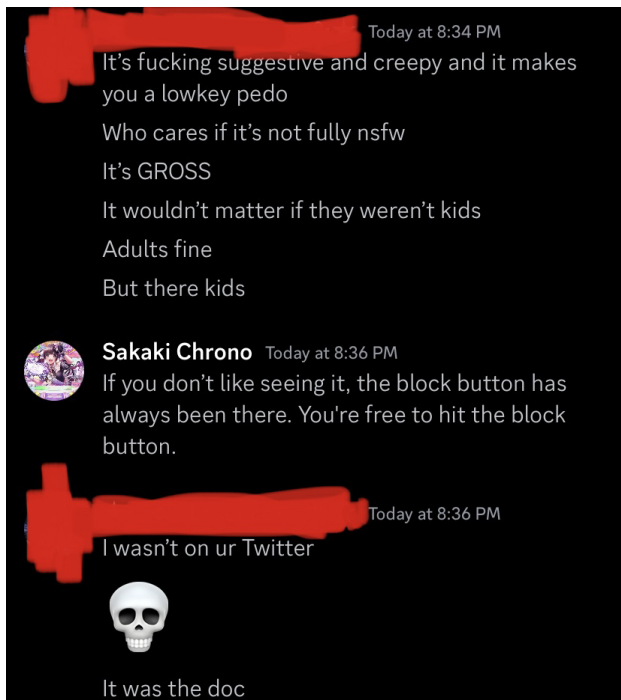 Today at 8:34 PM
It's fucking suggestive and creepy and it makes
you a lowkey pedo
Who cares if it's not fully nsfw
It's GROSS
It wouldn't matter if they weren't kids
Adults fine
But there kids
Sakaki Chrono Today at 8:36 PM
If you don't like seeing it, the block button has
always been there. You're free to hit the block
button.
Today at 8:36 PM
I wasn't on ur Twitter
It was the doc